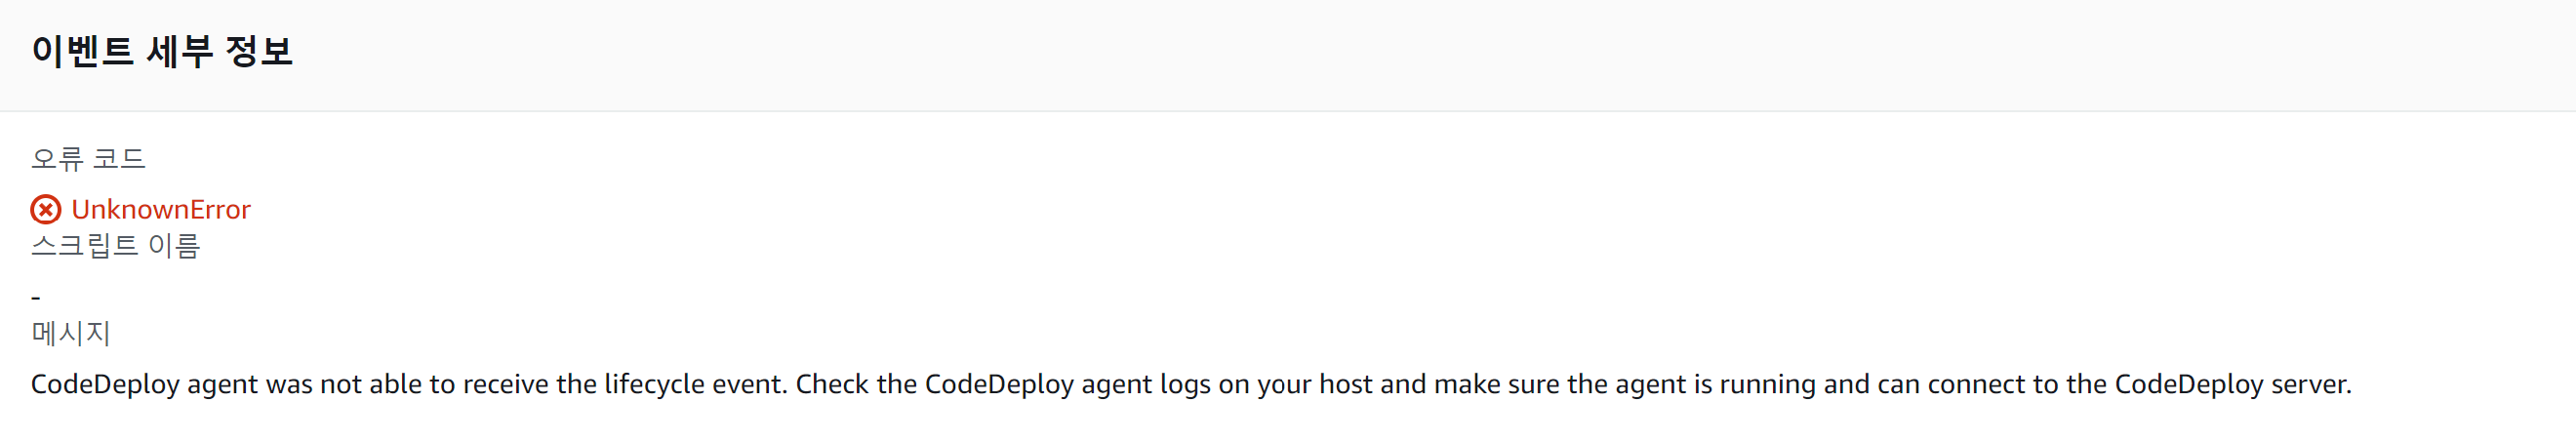 이벤트 세부 정보
오류 코드
UnknownError
스크립트 이름
-
메시지
CodeDeploy agent was not able to receive the lifecycle event. Check the CodeDeploy agent logs on your host and make sure the agent is running and can connect to the CodeDeploy server.